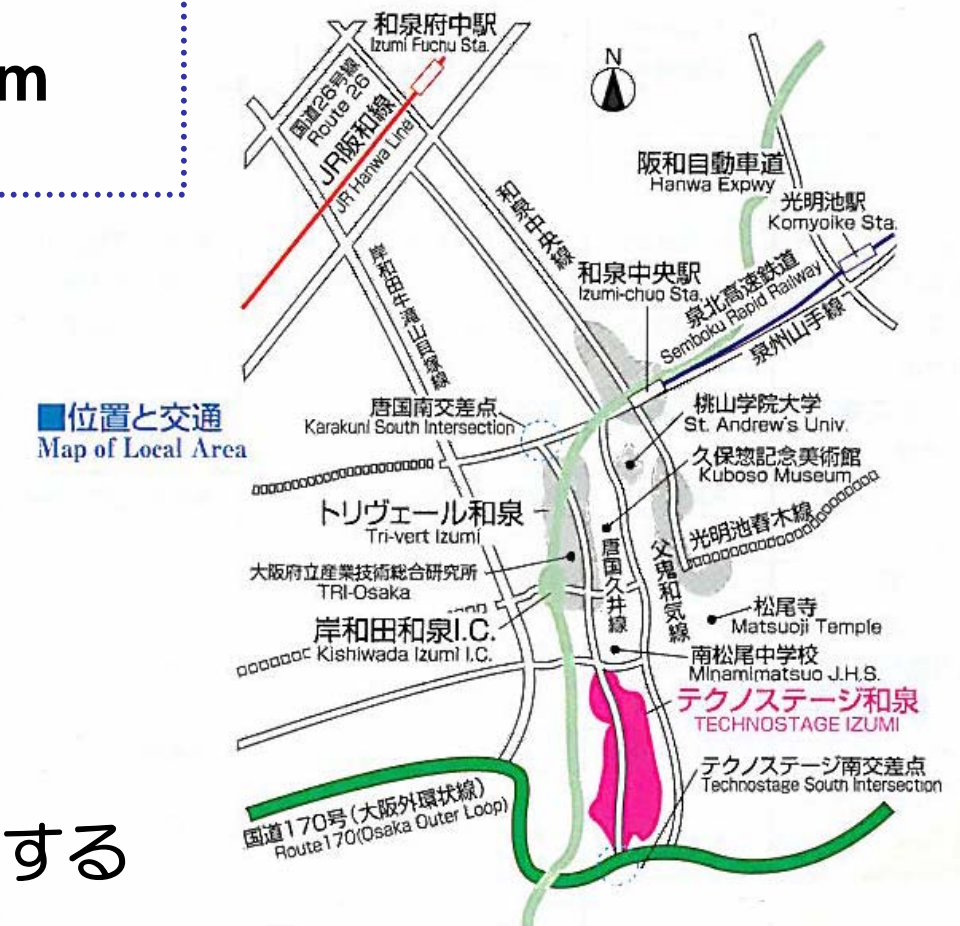 m
和泉府中駅
Izumi Fuchu Sta.
国道26号線
Route 26
JR阪和線
JR Hanwa Line
N
阪和自動車道
Hanwa Expwy
光明池駅
Komyoike Sta.
和泉中央線
和泉中央駅
Izumi-chuo Sta.
泉北高速鉄道
Semboku Rapid Railway
泉州山手線
岸和田牛滝山貝塚線
■位置と交通
Map of Local Area
唐国南交差点
Karakuni South Intersection
桃山学院大学
St. Andrew's Univ.
久保惣記念美術館
Kuboso Museum
トリヴェール和泉
Tri-vert Izumi
光明池春木線
大阪府立産業技術総合研究所
TRI-Osaka
唐国久井線
父鬼和気線
松尾寺
Matsuoji Temple
岸和田和泉I.C.
Kishiwada Izumi I.C.
南松尾中学校
Minamimatsuo J.H.S.
テクノステージ和泉
TECHNOSTAGE IZUMI
テクノステージ南交差点
Technostage South Intersection
国道170号(大阪外環状線)
Route170(Osaka Outer Loop)
する